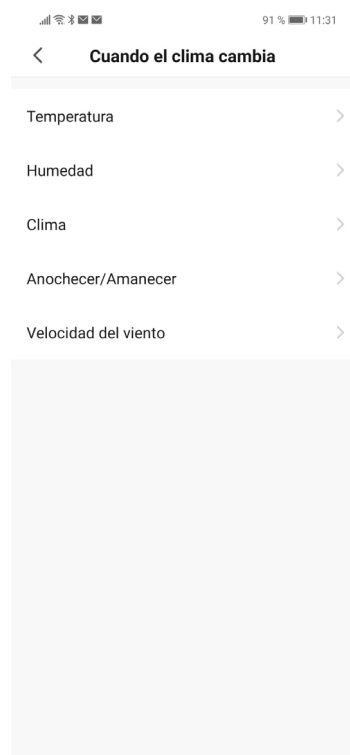 91 % 11:31
Cuando el clima cambia
Temperatura
Humedad
Clima
Anochecer/Amanecer
Velocidad del viento